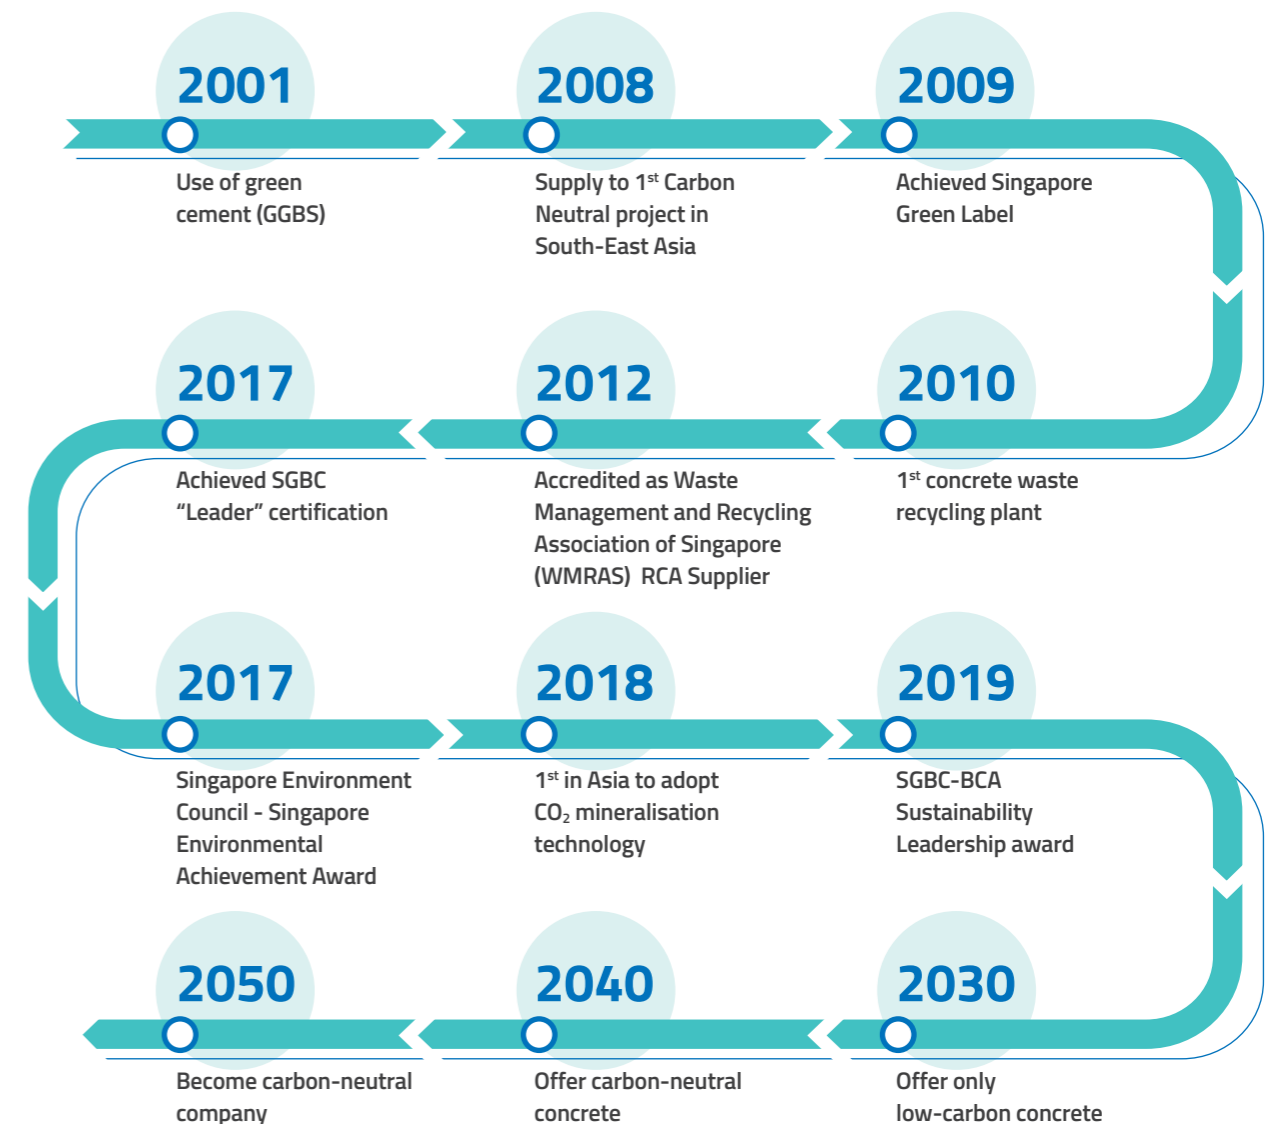 2001
Use of green
cement (GGBS)
2008
Supply to 1st Carbon
Neutral project in
South-East Asia
2009
Achieved Singapore
Green Label
2010
1st concrete waste
recycling plant
2012
Accredited as Waste
Management and Recycling
Association of Singapore
(WMRAS) RCA Supplier
2017
Achieved SGBC
“Leader” certification
2017
Singapore Environment
Council - Singapore
Environmental
Achievement Award
2018
1st in Asia to adopt
CO₂ mineralisation
technology
2019
SGBC-BCA
Sustainability
Leadership award
2030
Offer only
low-carbon concrete
2040
Offer carbon-neutral
concrete
2050
Become carbon-neutral
company